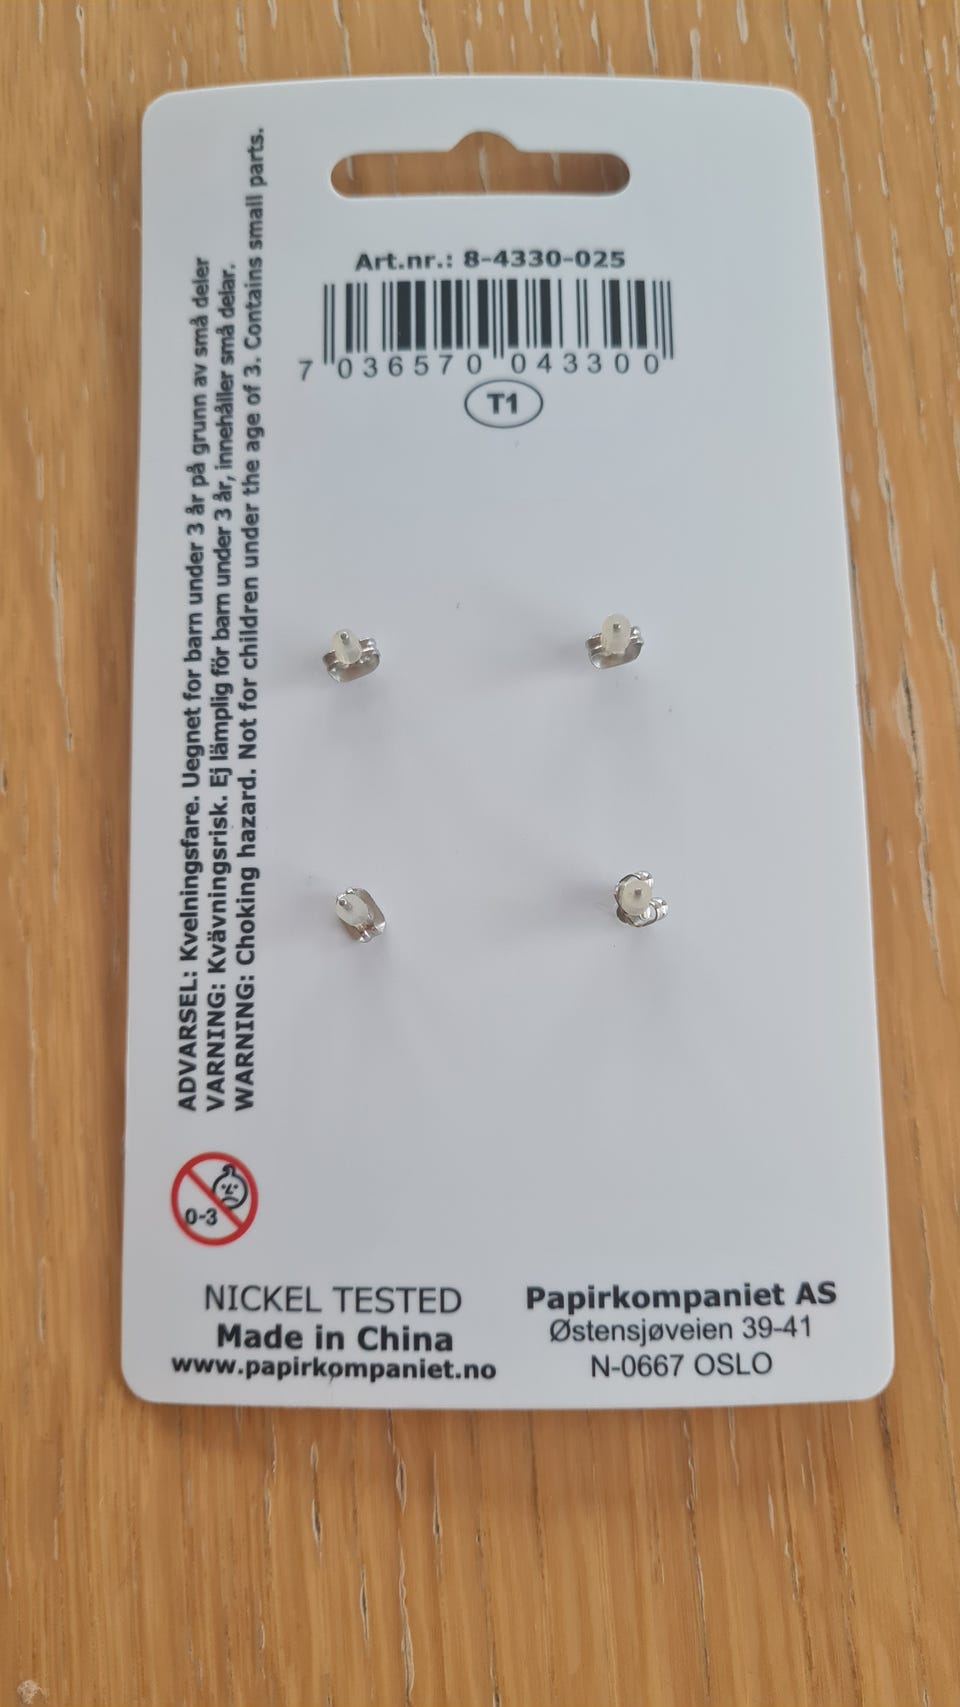 Art.nr.: 8-4330-025
7 036570 043300
T1
ADVARSEL: Kvelningsfare. Uegnet for barn under 3 år på grunn av små deler
VARNING: Kvävningsrisk. Ej lämplig för barn under 3 år, innehåller små delar.
WARNING: Choking hazard. Not for children under the age of 3. Contains small parts.
0-3
NICKEL TESTED
Made in China
www.papirkompaniet.no
Papirkompaniet AS
Østensjøveien 39-41
N-0667 OSLO